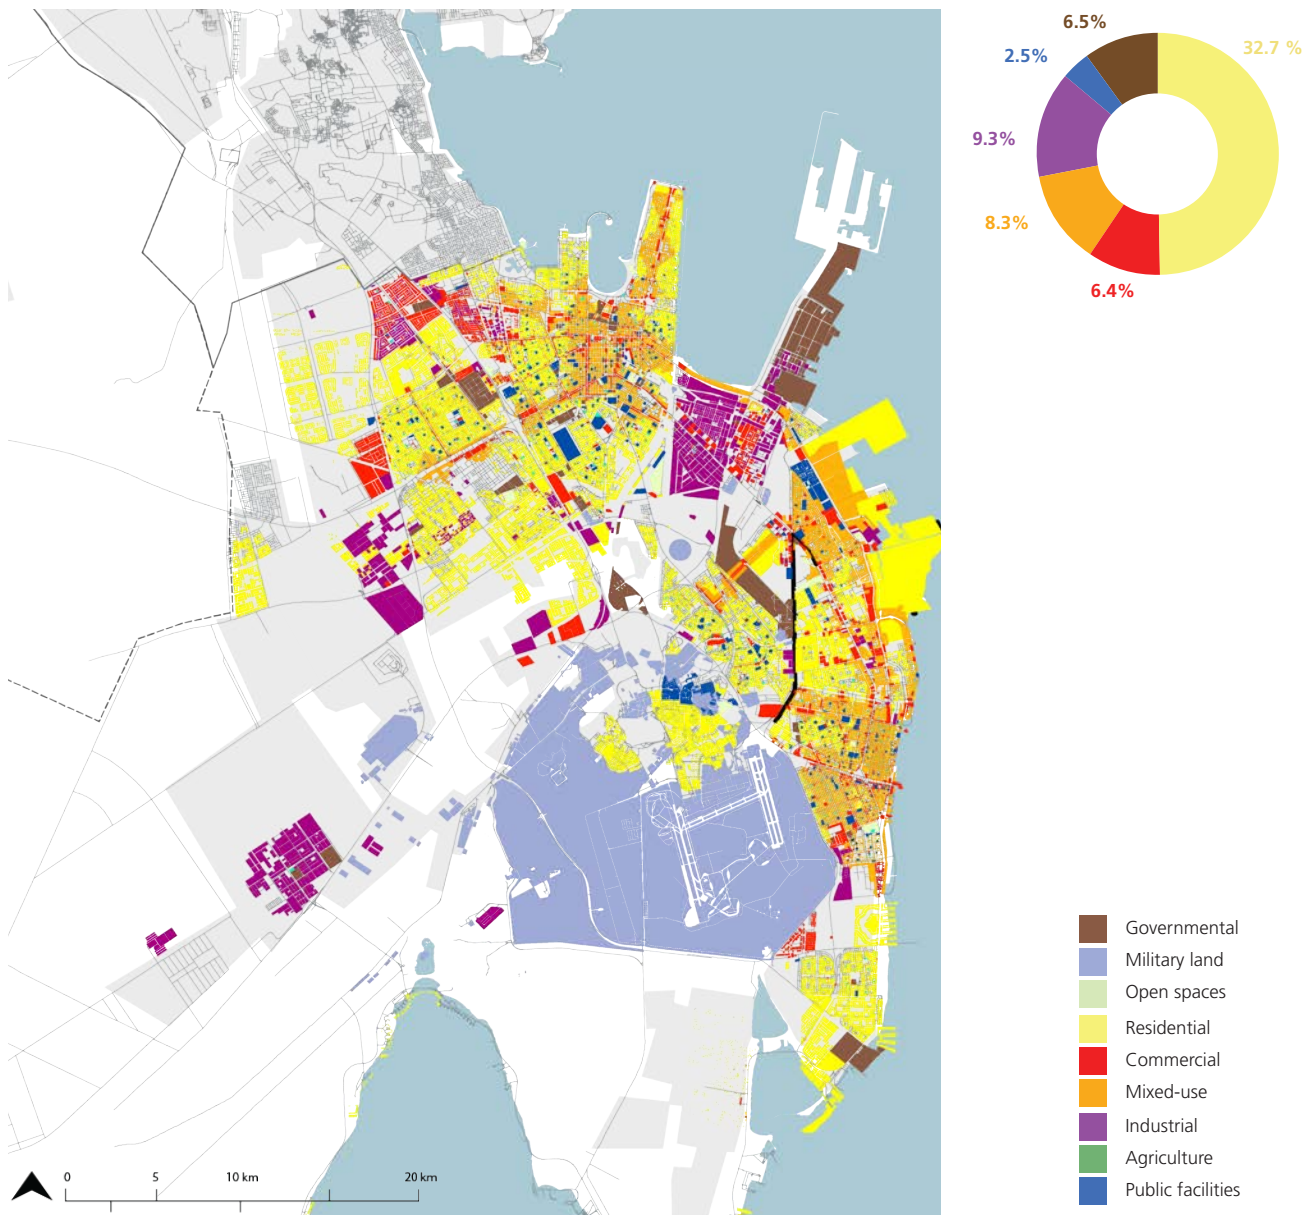 6.5%
32.7 %
2.5%
9.3%
8.3%
6.4%
Governmental
Military land
Open spaces
Residential
Commercial
Mixed-use
Industrial
Agriculture
Public facilities
0 5 10 km 20 km